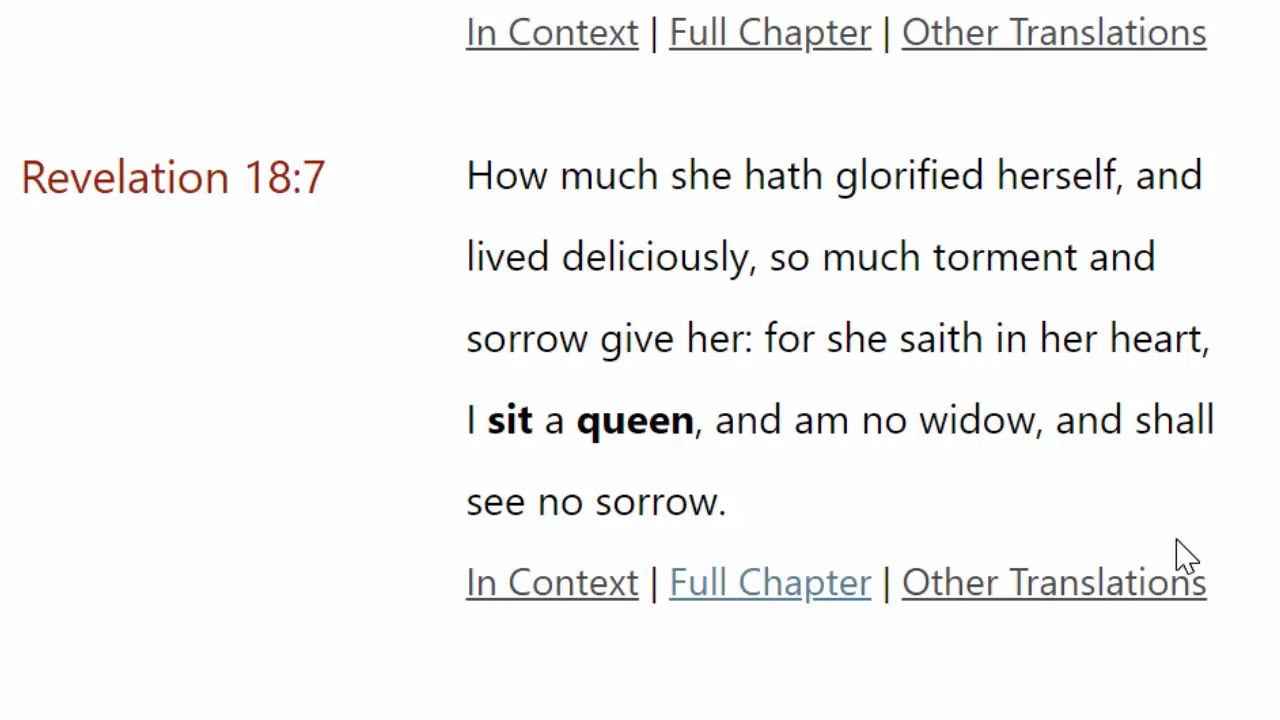 In Context | Full Chapter | Other Translations
Revelation 18:7
How much she hath glorified herself, and
lived deliciously, so much torment and
sorrow give her: for she saith in her heart,
I sit a queen, and am no widow, and shall
see no sorrow.
In Context | Full Chapter | Other Translations